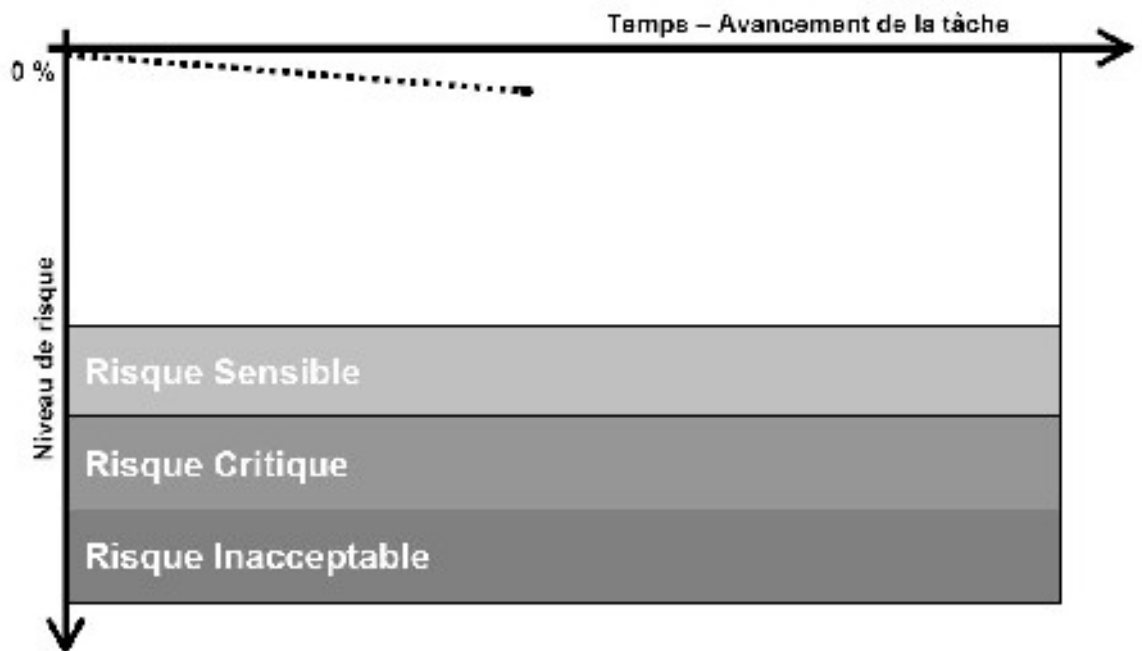 Temps – Avancement de la tâche
0 %
Niveau de risque
Risque Sensible
Risque Critique
Risque Inacceptable